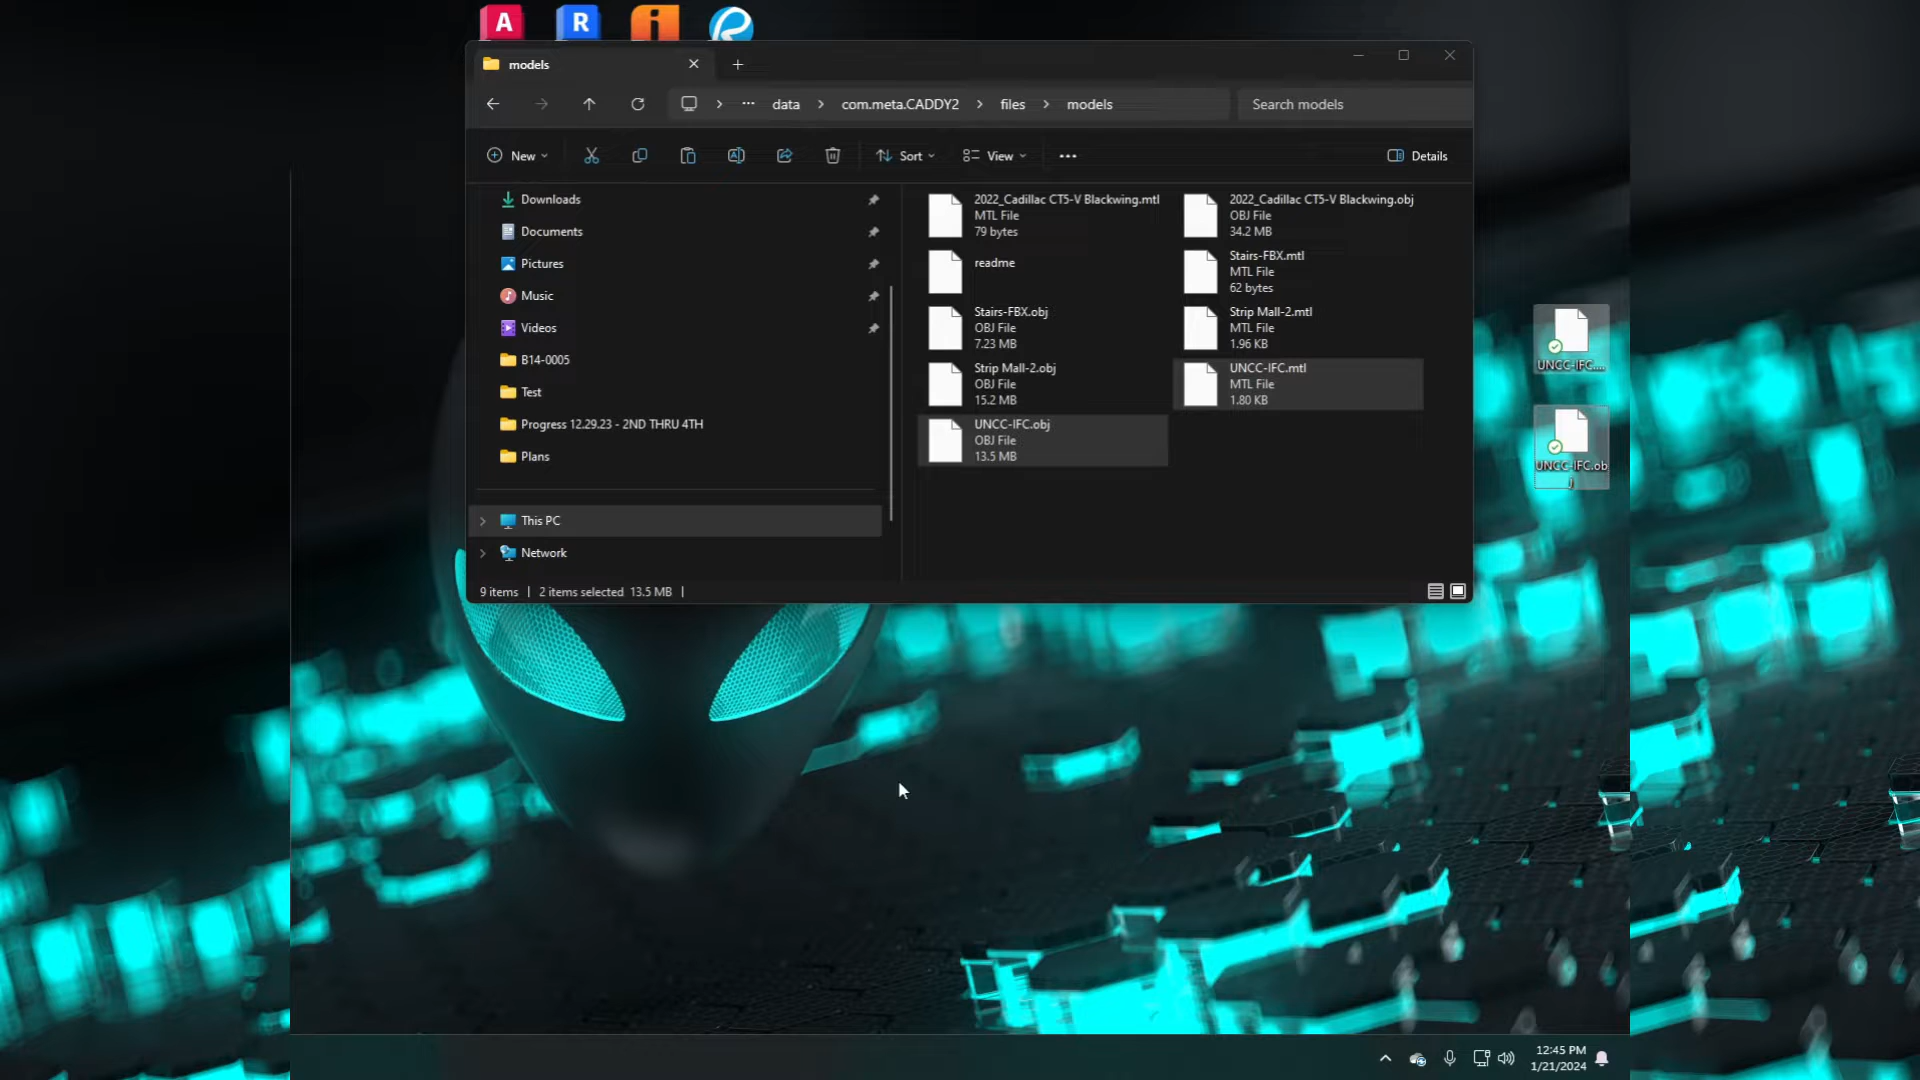 A
R
models
data
com.meta.CADDY2
files
models
Search models
New
Sort
View
Details
Downloads
Documents
Pictures
Music
Videos
B14-0005
Test
Progress 12.29.23 - 2ND THRU 4TH
Plans
This PC
Network
2022_Cadillac CT5-V Blackwing.mtl
MTL File
79 bytes
2022_Cadillac CT5-V Blackwing.obj
OBJ File
34.2 MB
readme
Stairs-FBX.mtl
MTL File
62 bytes
Stairs-FBX.obj
OBJ File
7.23 MB
Strip Mall-2.mtl
MTL File
1.96 KB
Strip Mall-2.obj
OBJ File
15.2 MB
UNCC-IFC.mtl
MTL File
1.80 KB
UNCC-IFC.obj
OBJ File
13.5 MB
9 items | 2 items selected 13.5 MB |
UNCC-IFC....
UNCC-IFC.ob
j
12:45 PM
1/21/2024